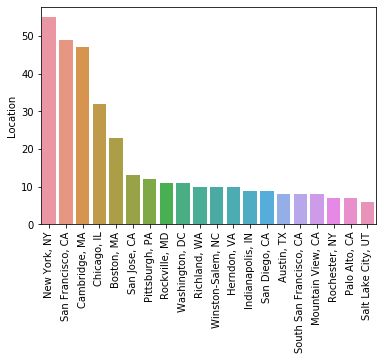 50
40
30
20
10
0
Location
New York, NY
San Francisco, CA
Cambridge, MA
Chicago, IL
Boston, MA
San Jose, CA
Pittsburgh, PA
Rockville, MD
Washington, DC
Richland, WA
Winston-Salem, NC
Herndon, VA
Indianapolis, IN
San Diego, CA
Austin, TX
South San Francisco, CA
Mountain View, CA
Rochester, NY
Palo Alto, CA
Salt Lake City, UT